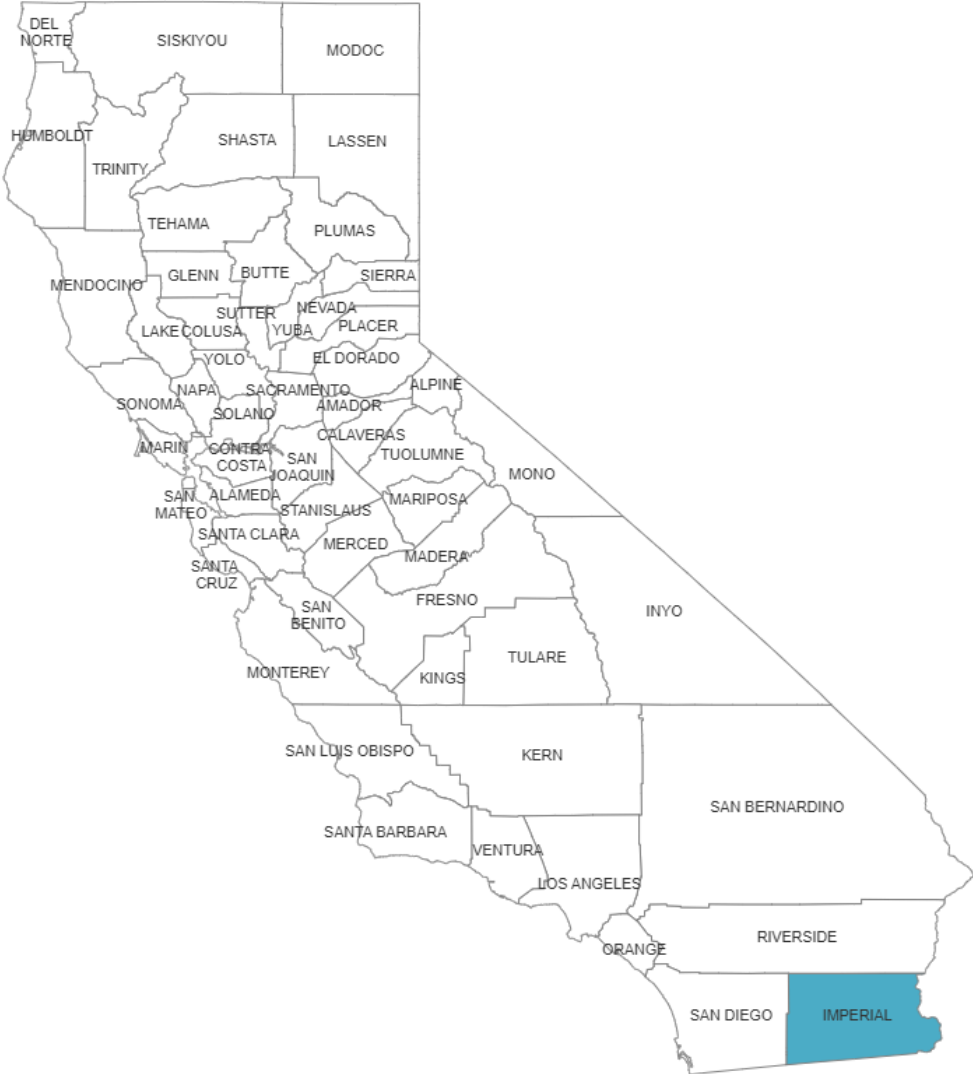 DEL
NORTE
SISKIYOU
MODOC
HUMBOLDT
TRINITY
SHASTA
LASSEN
TEHAMA
PLUMAS
MENDOCINO
GLENN
BUTTE
SIERRA
LAKE
COLUSA
SUTTER
YUBA
NEVADA
PLACER
YOLO
EL DORADO
SONOMA
NAPA
SACRAMENTO
ALPINE
SOLANO
AMADOR
MARIN
CONTRA
COSTA
SAN
JOAQUIN
CALAVERAS
TUOLUMNE
MONO
SAN
MATEO
ALAMEDA
STANISLAUS
MARIPOSA
SANTA CLARA
MERCED
MADERA
SANTA
CRUZ
SAN
BENITO
FRESNO
INYO
MONTEREY
KINGS
TULARE
SAN LUIS OBISPO
KERN
SAN BERNARDINO
SANTA BARBARA
VENTURA
LOS ANGELES
ORANGE
RIVERSIDE
SAN DIEGO
IMPERIAL